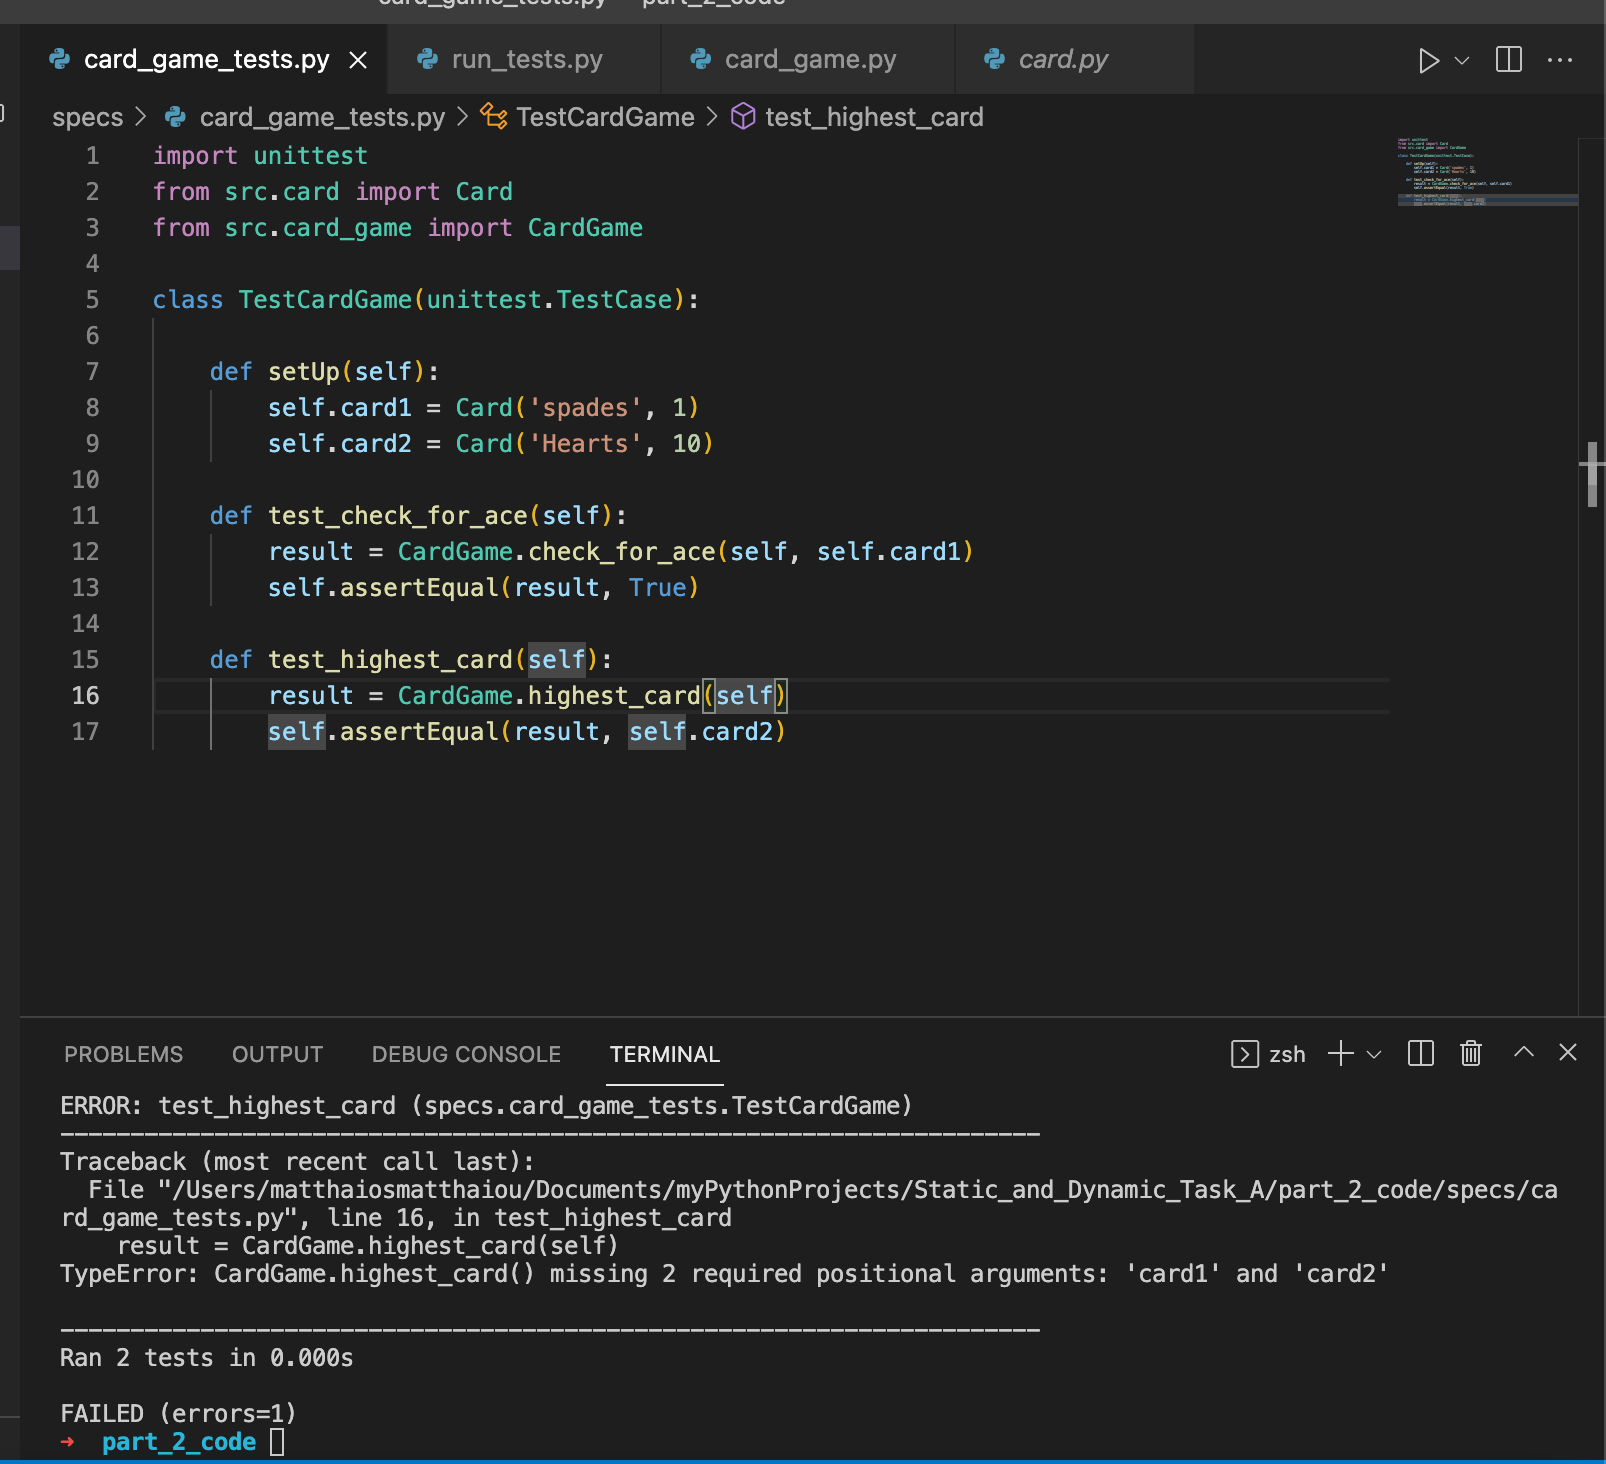 card_game_tests.py — part_2_code
card_game_tests.py run_tests.py card_game.py card.py
specs > card_game_tests.py > TestCardGame > test_highest_card
1 import unittest
2 from src.card import Card
3 from src.card_game import CardGame
4
5 class TestCardGame(unittest.TestCase):
6
7     def setUp(self):
8         self.card1 = Card('spades', 1)
9         self.card2 = Card('Hearts', 10)
10
11     def test_check_for_ace(self):
12         result = CardGame.check_for_ace(self, self.card1)
13         self.assertEqual(result, True)
14
15     def test_highest_card(self):
16         result = CardGame.highest_card(self)
17         self.assertEqual(result, self.card2)
PROBLEMS OUTPUT DEBUG CONSOLE TERMINAL zsh
ERROR: test_highest_card (specs.card_game_tests.TestCardGame)
----------------------------------------------------------------------
Traceback (most recent call last):
  File "/Users/matthaiosmatthaiou/Documents/myPythonProjects/Static_and_Dynamic_Task_A/part_2_code/specs/ca
rd_game_tests.py", line 16, in test_highest_card
    result = CardGame.highest_card(self)
TypeError: CardGame.highest_card() missing 2 required positional arguments: 'card1' and 'card2'
----------------------------------------------------------------------
Ran 2 tests in 0.000s
FAILED (errors=1)
→ part_2_code